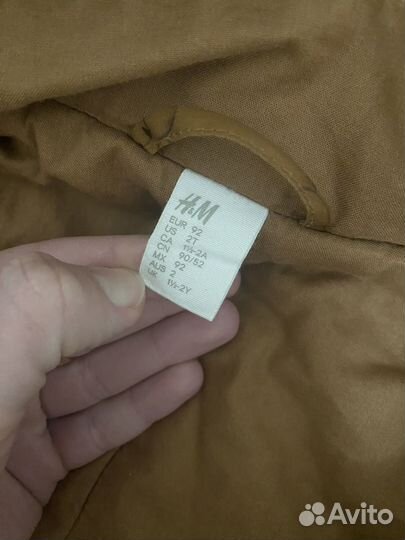 H&M
EUR 92
US 2T
CA 1½-2A
CN 90/52
MX 92
AUS 2
UK 1½-2Y
Avito